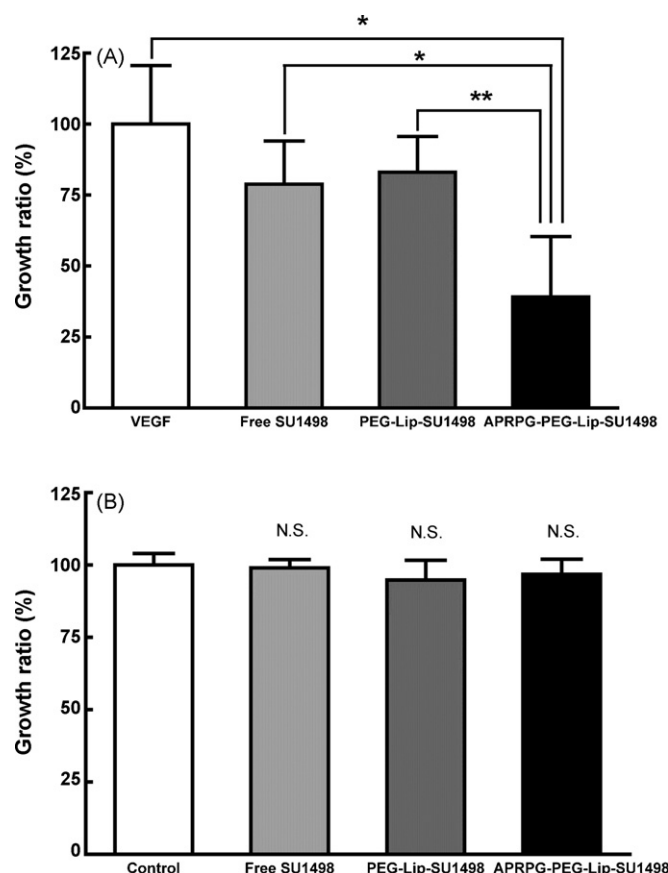 (A)
*
*
**
Growth ratio (%)
125
100
75
50
25
0
VEGF Free SU1498 PEG-Lip-SU1498 APRPG-PEG-Lip-SU1498
(B)
N.S. N.S. N.S.
Growth ratio (%)
125
100
75
50
25
0
Control Free SU1498 PEG-Lip-SU1498 APRPG-PEG-Lip-SU1498